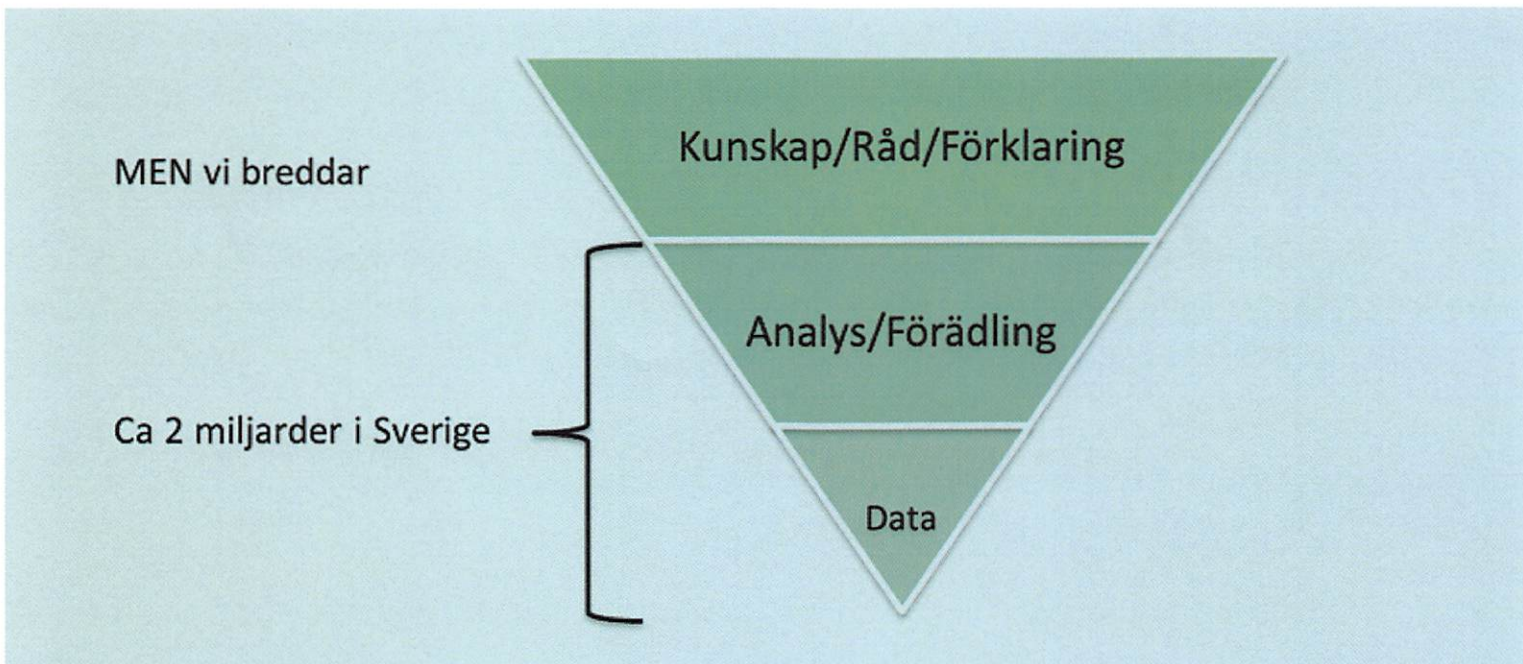 Kunskap/Råd/Förklaring
MEN vi breddar
Analys/Förädling
Ca 2 miljarder i Sverige
Data